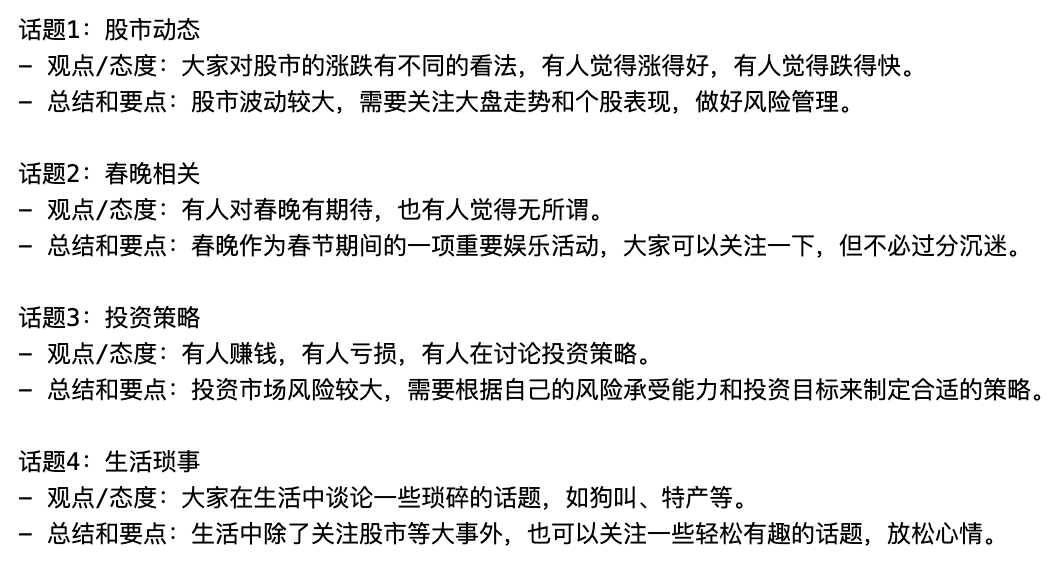 话题1：股市动态
– 观点/态度：大家对股市的涨跌有不同的看法，有人觉得涨得好，有人觉得跌得快。
– 总结和要点：股市波动较大，需要关注大盘走势和个股表现，做好风险管理。
话题2：春晚相关
– 观点/态度：有人对春晚有期待，也有人觉得无所谓。
– 总结和要点：春晚作为春节期间的一项重要娱乐活动，大家可以关注一下，但不必过分沉迷。
话题3：投资策略
– 观点/态度：有人赚钱，有人亏损，有人在讨论投资策略。
– 总结和要点：投资市场风险较大，需要根据自己的风险承受能力和投资目标来制定合适的策略。
话题4：生活琐事
– 观点/态度：大家在生活中谈论一些琐碎的话题，如狗叫、特产等。
– 总结和要点：生活中除了关注股市等大事外，也可以关注一些轻松有趣的话题，放松心情。